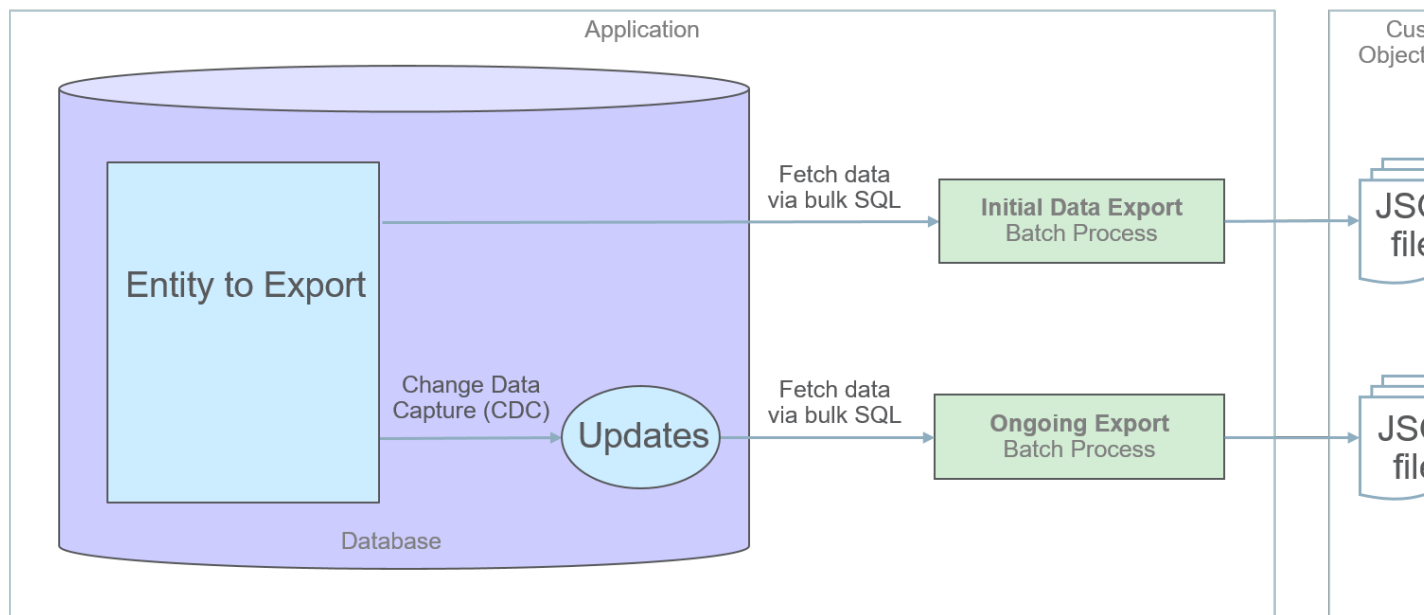 Application
Entity to Export
Change Data
Capture (CDC)
Updates
Database
Fetch data
via bulk SQL
Initial Data Export
Batch Process
Fetch data
via bulk SQL
Ongoing Export
Batch Process
Object